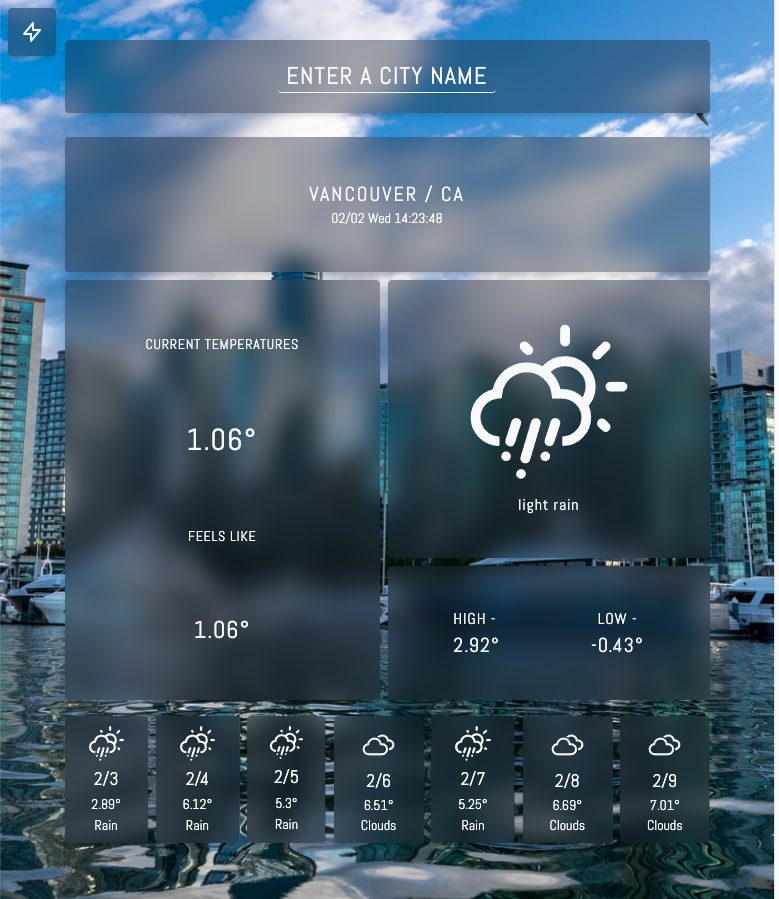 ENTER A CITY NAME
VANCOUVER / CA
02/02 Wed 14:23:48
CURRENT TEMPERATURES
1.06°
FEELS LIKE
1.06°
light rain
HIGH -
2.92°
LOW -
-0.43°
2/3
2.89°
Rain
2/4
6.12°
Rain
2/5
5.3°
Rain
2/6
6.51°
Clouds
2/7
5.25°
Rain
2/8
6.69°
Clouds
2/9
7.01°
Clouds